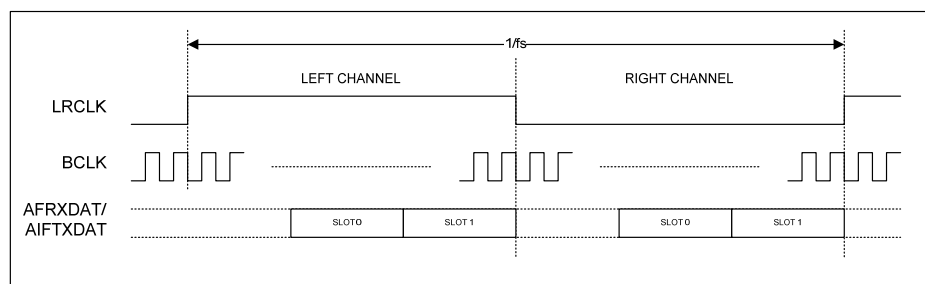 1/fs
LEFT CHANNEL RIGHT CHANNEL
LRCLK
BCLK
AFRXDAT/
AIFTXDAT
SLOT 0 SLOT 1 SLOT 0 SLOT 1